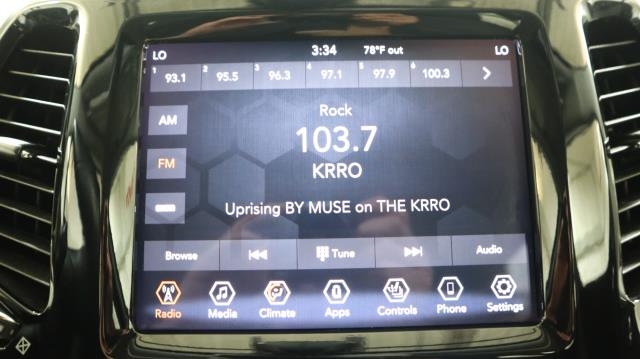 LO 3:34 78°F out LO
1 93.1 2 95.5 3 96.3 4 97.1 5 97.9 6 100.3
Rock
AM
103.7
FM
KRRO
Uprising BY MUSE on THE KRRO
Browse Tune Audio
Radio Media Climate Apps Controls Phone Settings